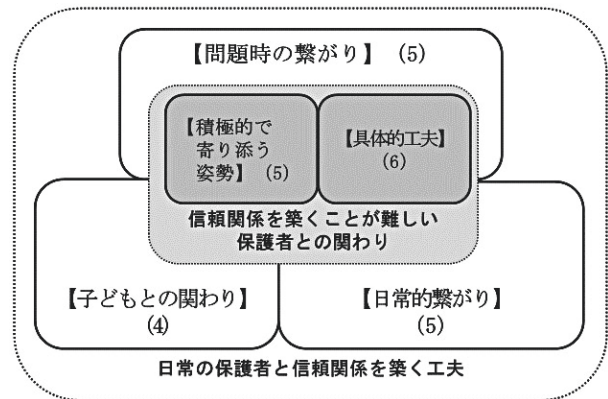 【問題時の繋がり】（5）
【積極的で
寄り添う
姿勢】（5）
【具体的工夫】
（6）
信頼関係を築くことが難しい
保護者との関わり
【子どもとの関わり】
（4）
【日常的繋がり】
（5）
日常の保護者と信頼関係を築く工夫